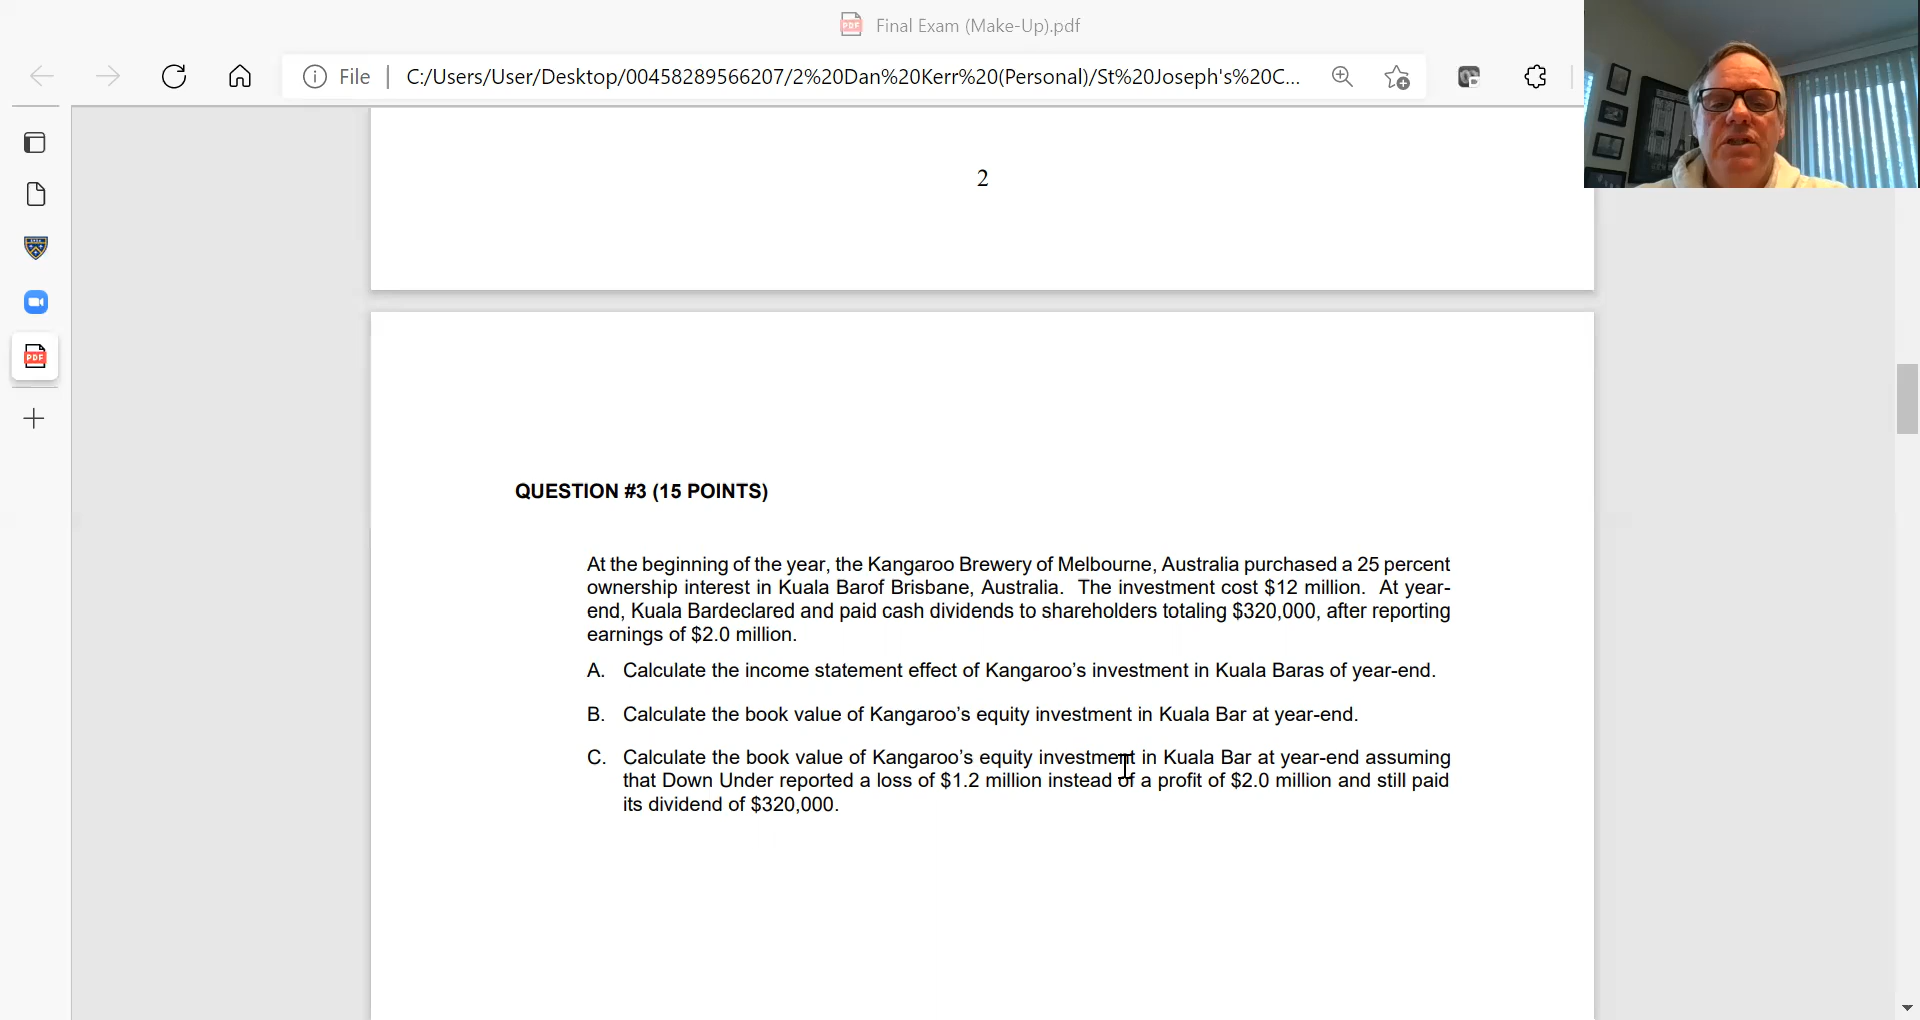 Final Exam (Make-Up).pdf
File C:/Users/User/Desktop/00458289566207/2%20Dan%20Kerr%20(Personal)/St%20Joseph's%20C...
2
QUESTION #3 (15 POINTS)
At the beginning of the year, the Kangaroo Brewery of Melbourne, Australia purchased a 25 percent
ownership interest in Kuala Barof Brisbane, Australia. The investment cost $12 million. At year-
end, Kuala Bardeclared and paid cash dividends to shareholders totaling $320,000, after reporting
earnings of $2.0 million.
A. Calculate the income statement effect of Kangaroo’s investment in Kuala Baras of year-end.
B. Calculate the book value of Kangaroo’s equity investment in Kuala Bar at year-end.
C. Calculate the book value of Kangaroo’s equity investment in Kuala Bar at year-end assuming
that Down Under reported a loss of $1.2 million instead of a profit of $2.0 million and still paid
its dividend of $320,000.